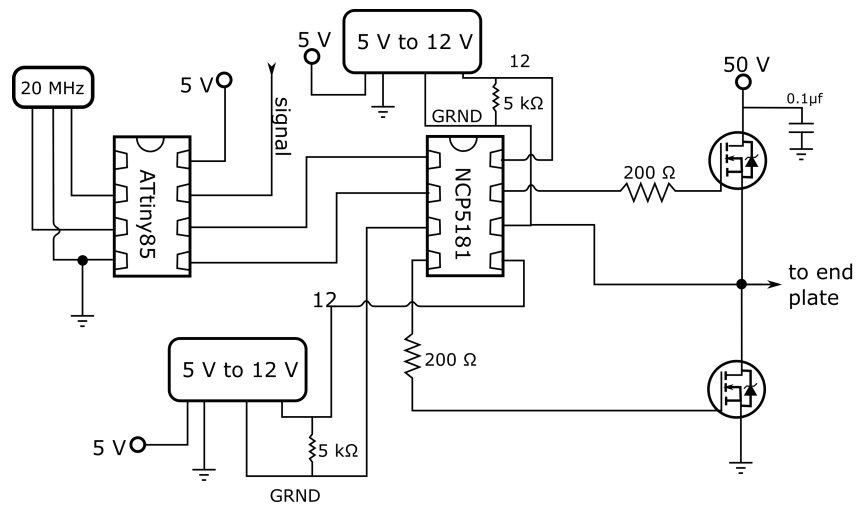 5 V
5 V to 12 V
12
50 V
20 MHz
5 V
signal
5 kΩ
GRND
0.1μf
ATtiny85
NCP5181
200 Ω
to end
plate
12
5 V to 12 V
200 Ω
5 V
5 kΩ
GRND